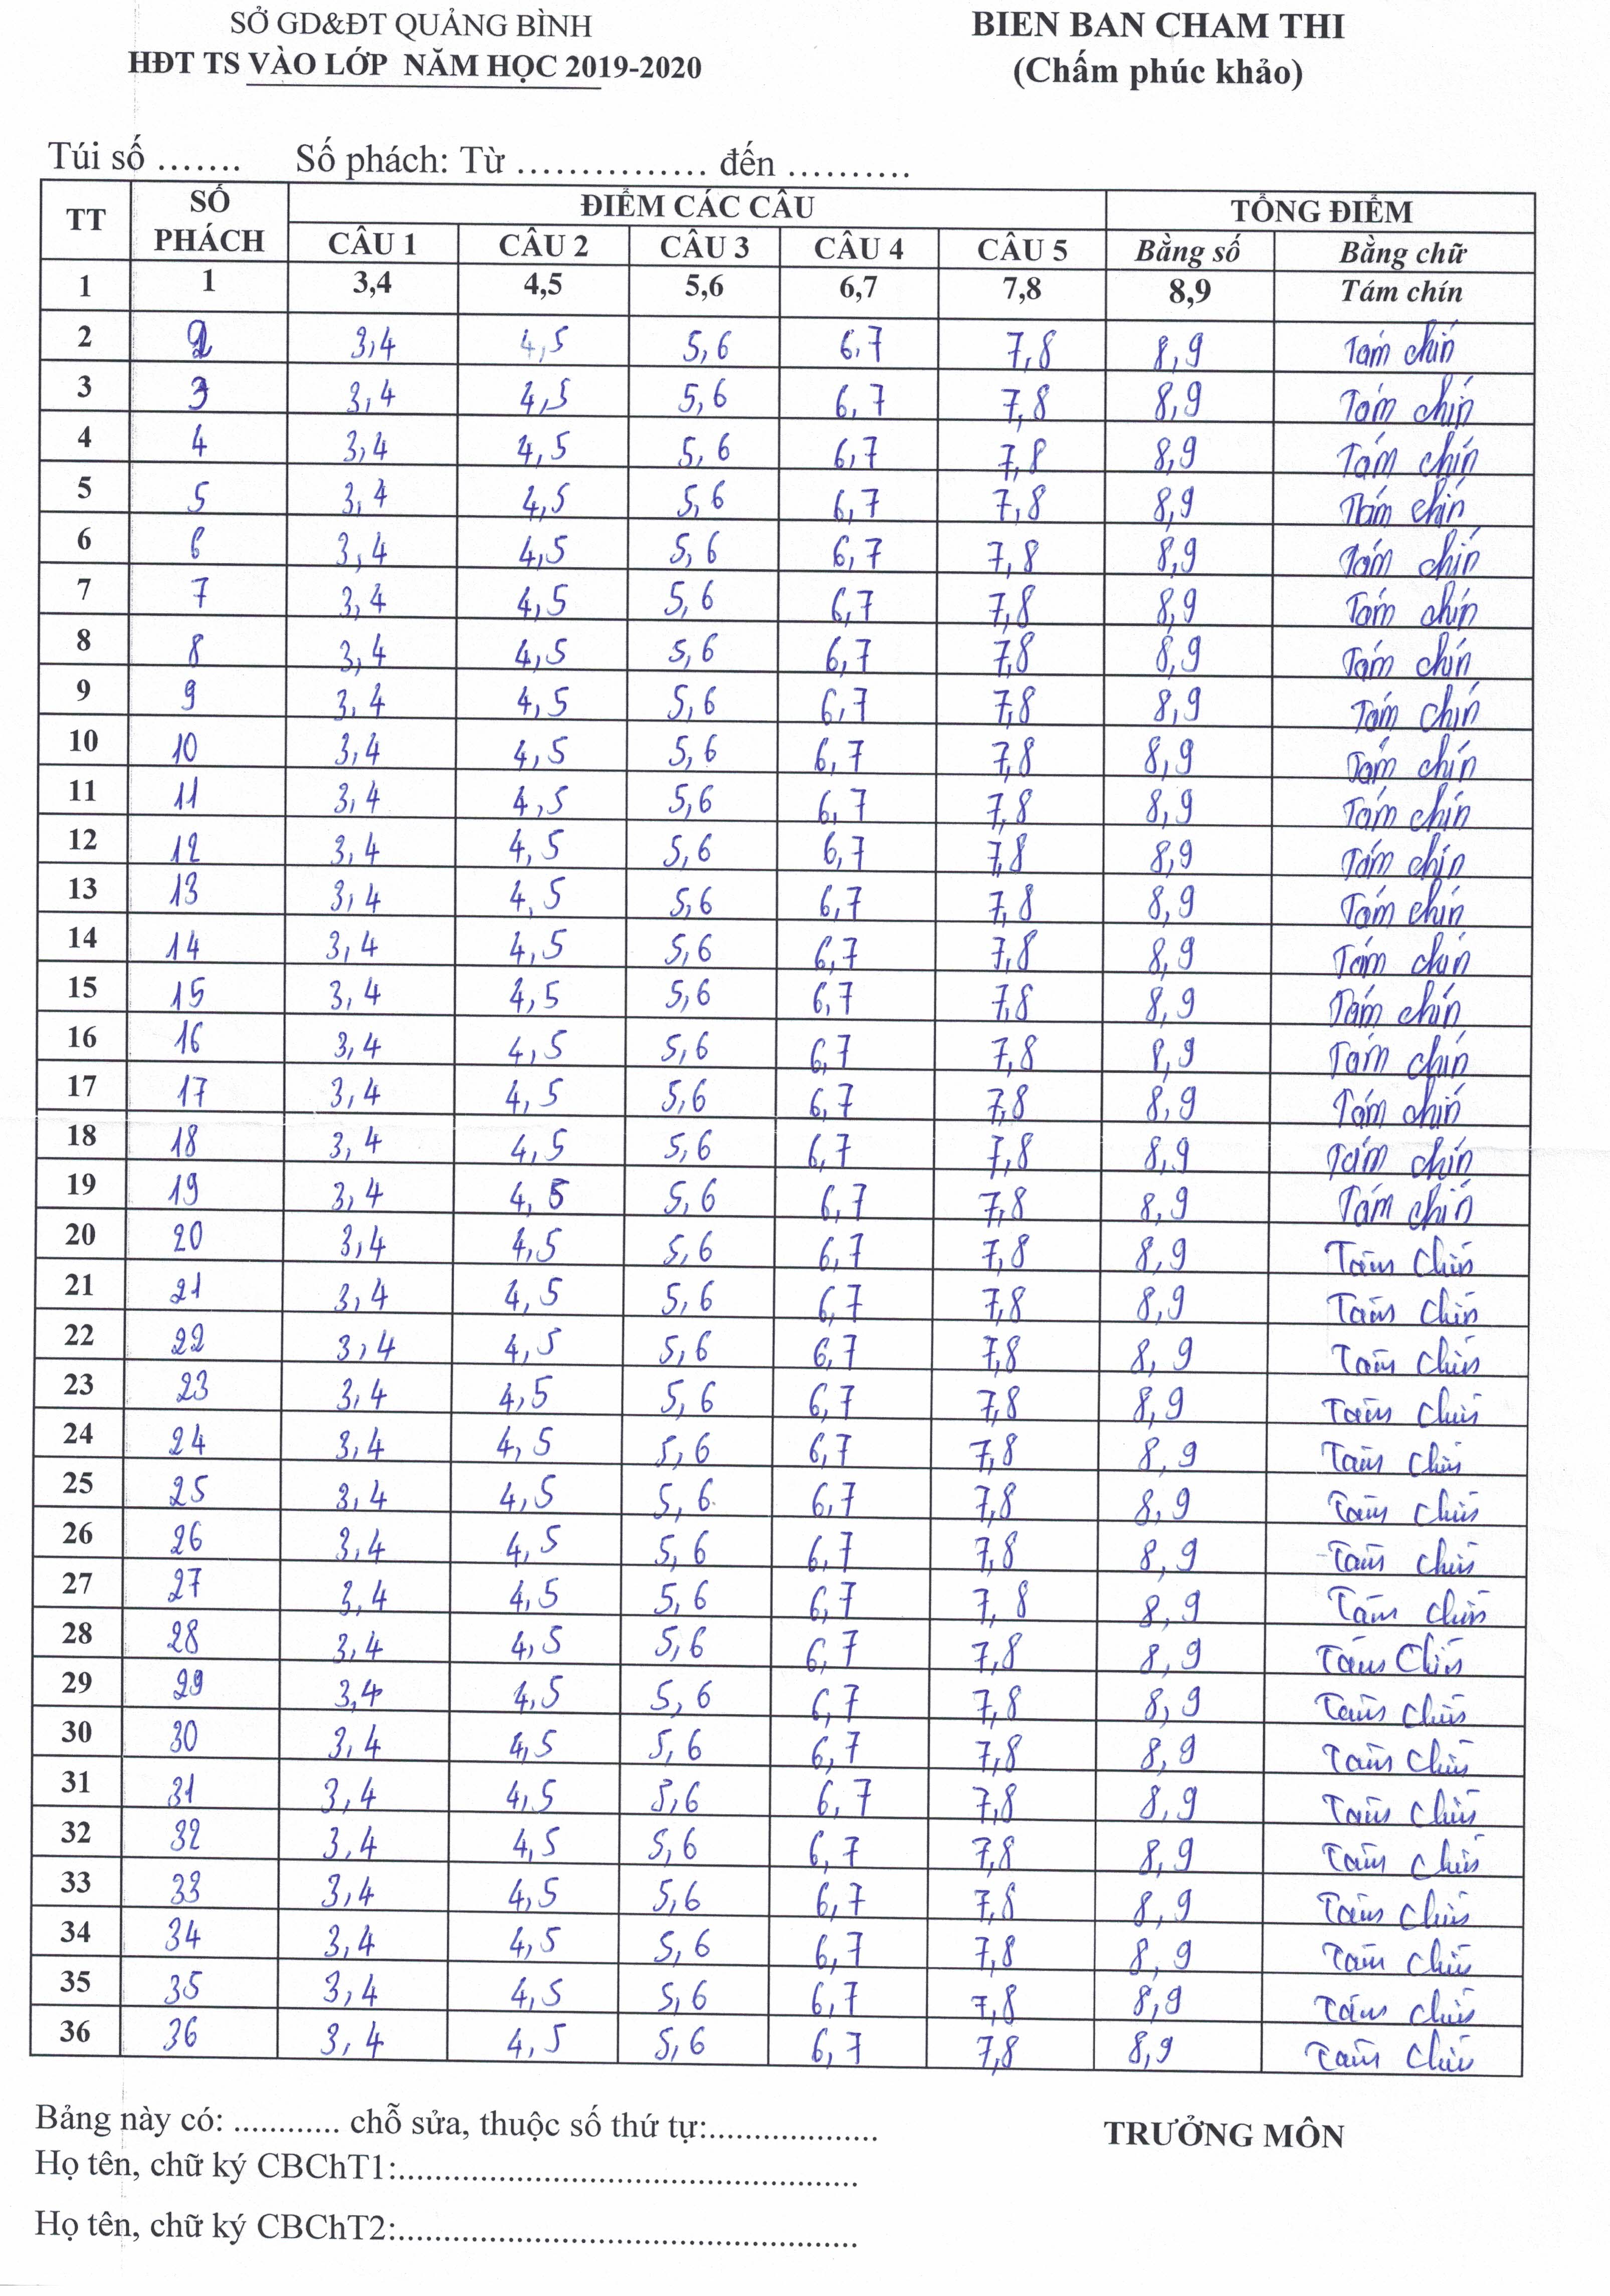 SỞ GD&ĐT QUẢNG BÌNH
HĐT TS VÀO LỚP NĂM HỌC 2019-2020
BIEN BAN CHAM THI
(Chấm phúc khảo)
Túi số ....... Số phách: Từ ............... đến ..........
TT SỐ PHÁCH ĐIỂM CÁC CÂU TỔNG ĐIỂM
CÂU 1 CÂU 2 CÂU 3 CÂU 4 CÂU 5 Bằng số Bằng chữ
1 1 3,4 4,5 5,6 6,7 7,8 8,9 Tám chín
2 2 3,4 4,5 5,6 6,7 7,8 8,9 Tám chín
3 3 3,4 4,5 5,6 6,7 7,8 8,9 Tám chín
4 4 3,4 4,5 5,6 6,7 7,8 8,9 Tám chín
5 5 3,4 4,5 5,6 6,7 7,8 8,9 Tám chín
6 6 3,4 4,5 5,6 6,7 7,8 8,9 Tám chín
7 7 3,4 4,5 5,6 6,7 7,8 8,9 Tám chín
8 8 3,4 4,5 5,6 6,7 7,8 8,9 Tám chín
9 9 3,4 4,5 5,6 6,7 7,8 8,9 Tám chín
10 10 3,4 4,5 5,6 6,7 7,8 8,9 Tám chín
11 11 3,4 4,5 5,6 6,7 7,8 8,9 Tám chín
12 12 3,4 4,5 5,6 6,7 7,8 8,9 Tám chín
13 13 3,4 4,5 5,6 6,7 7,8 8,9 Tám chín
14 14 3,4 4,5 5,6 6,7 7,8 8,9 Tám chín
15 15 3,4 4,5 5,6 6,7 7,8 8,9 Tám chín
16 16 3,4 4,5 5,6 6,7 7,8 8,9 Tám chín
17 17 3,4 4,5 5,6 6,7 7,8 8,9 Tám chín
18 18 3,4 4,5 5,6 6,7 7,8 8,9 Tám chín
19 19 3,4 4,5 5,6 6,7 7,8 8,9 Tám chín
20 20 3,4 4,5 5,6 6,7 7,8 8,9 Tám Chín
21 21 3,4 4,5 5,6 6,7 7,8 8,9 Tám Chín
22 22 3,4 4,5 5,6 6,7 7,8 8,9 Tám Chín
23 23 3,4 4,5 5,6 6,7 7,8 8,9 Tám Chín
24 24 3,4 4,5 5,6 6,7 7,8 8,9 Tám Chín
25 25 3,4 4,5 5,6 6,7 7,8 8,9 Tám Chín
26 26 3,4 4,5 5,6 6,7 7,8 8,9 Tám Chín
27 27 3,4 4,5 5,6 6,7 7,8 8,9 Tám Chín
28 28 3,4 4,5 5,6 6,7 7,8 8,9 Tám Chín
29 29 3,4 4,5 5,6 6,7 7,8 8,9 Tám Chín
30 30 3,4 4,5 5,6 6,7 7,8 8,9 Tám Chín
31 31 3,4 4,5 5,6 6,7 7,8 8,9 Tám Chín
32 32 3,4 4,5 5,6 6,7 7,8 8,9 Tám Chín
33 33 3,4 4,5 5,6 6,7 7,8 8,9 Tám Chín
34 34 3,4 4,5 5,6 6,7 7,8 8,9 Tám Chín
35 35 3,4 4,5 5,6 6,7 7,8 8,9 Tám Chín
36 36 3,4 4,5 5,6 6,7 7,8 8,9 Tám Chín
Bảng này có: ............ chỗ sửa, thuộc số thứ tự:...................
TRƯỞNG MÔN
Họ tên, chữ ký CBChT1:...................................................
Họ tên, chữ ký CBChT2:...................................................